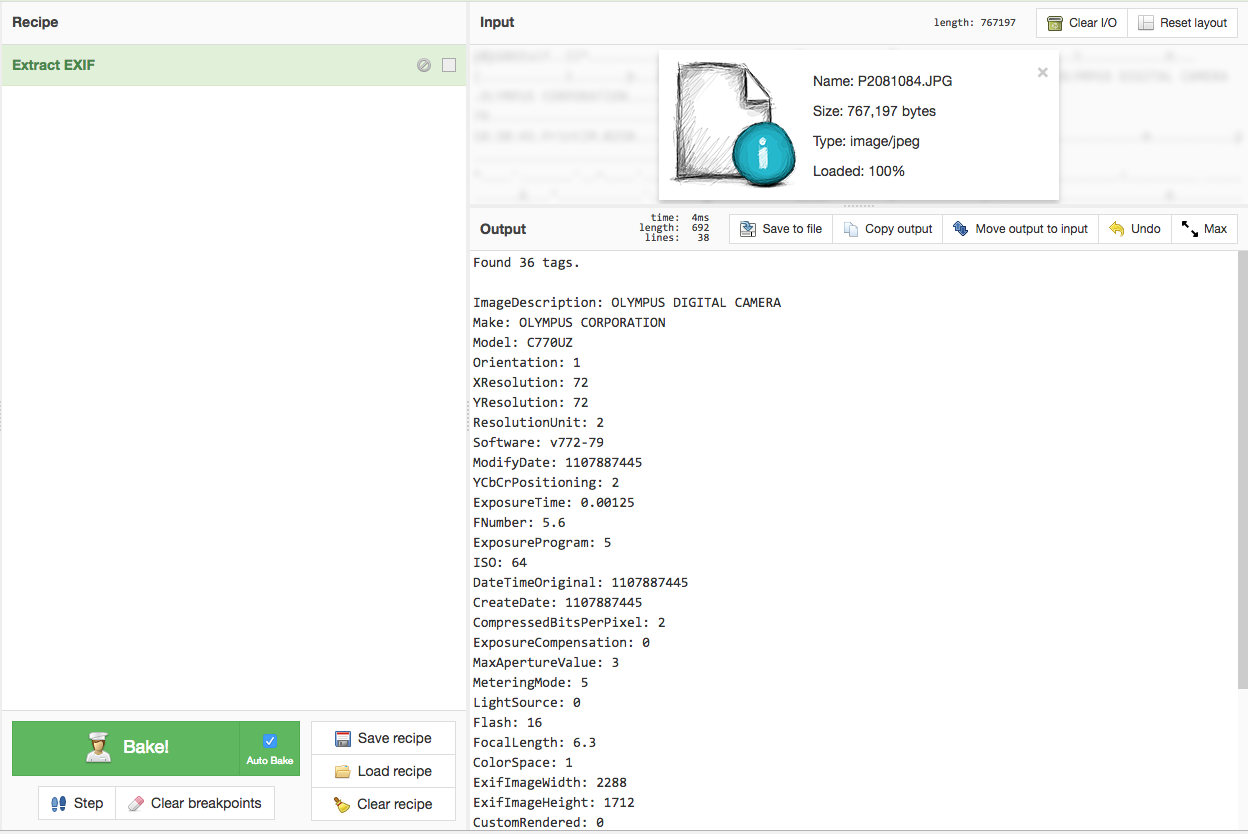 Recipe
Extract EXIF
Bake!
Auto Bake
Step
Clear breakpoints
Save recipe
Load recipe
Clear recipe
Input
length: 767197
Clear I/O
Reset layout
Name: P2081084.JPG
Size: 767,197 bytes
Type: image/jpeg
Loaded: 100%
×
Output
time: 4ms
length: 692
lines: 38
Save to file
Copy output
Move output to input
Undo
Max
Found 36 tags.
ImageDescription: OLYMPUS DIGITAL CAMERA
Make: OLYMPUS CORPORATION
Model: C770UZ
Orientation: 1
XResolution: 72
YResolution: 72
ResolutionUnit: 2
Software: v772-79
ModifyDate: 1107887445
YCbCrPositioning: 2
ExposureTime: 0.00125
FNumber: 5.6
ExposureProgram: 5
ISO: 64
DateTimeOriginal: 1107887445
CreateDate: 1107887445
CompressedBitsPerPixel: 2
ExposureCompensation: 0
MaxApertureValue: 3
MeteringMode: 5
LightSource: 0
Flash: 16
FocalLength: 6.3
ColorSpace: 1
ExifImageWidth: 2288
ExifImageHeight: 1712
CustomRendered: 0